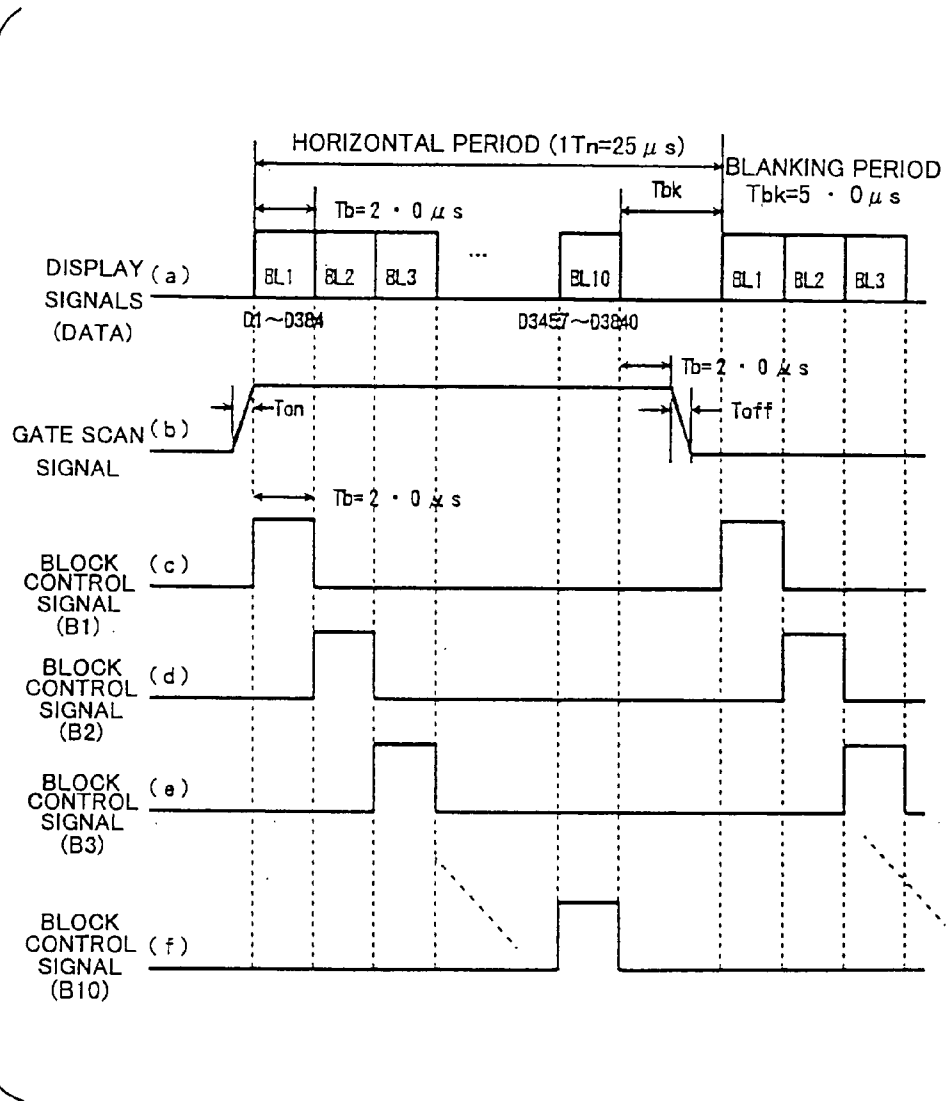 HORIZONTAL PERIOD (1Tn=25 μ s)
BLANKING PERIOD
Tbk=5 · 0 μ s
Tbk
Tb=2 · 0 μ s
DISPLAY (a)
SIGNALS
(DATA)
BL1 BL2 BL3 ... BL10 BL1 BL2 BL3
D1~D384 D3457~D3840
Tb=2 · 0 μ s
Ton
Toff
GATE SCAN (b)
SIGNAL
Tb=2 · 0 μ s
BLOCK (c)
CONTROL
SIGNAL
(B1)
BLOCK (d)
CONTROL
SIGNAL
(B2)
BLOCK (e)
CONTROL
SIGNAL
(B3)
BLOCK
CONTROL (f)
SIGNAL
(B10)